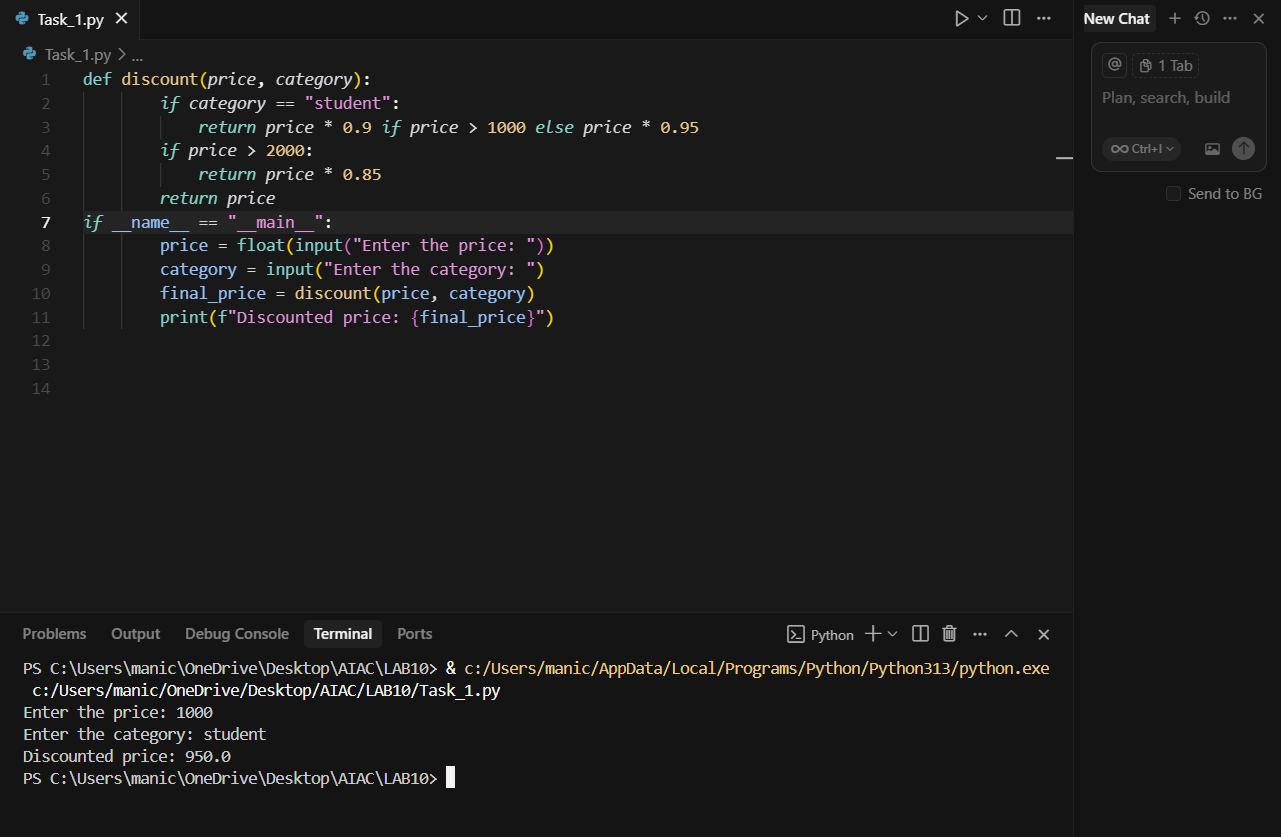 Task_1.py
Task_1.py > ...
1 def discount(price, category):
2 if category == "student":
3 return price * 0.9 if price > 1000 else price * 0.95
4 if price > 2000:
5 return price * 0.85
6 return price
7 if __name__ == "__main__":
8 price = float(input("Enter the price: "))
9 category = input("Enter the category: ")
10 final_price = discount(price, category)
11 print(f"Discounted price: {final_price}")
12
13
14
New Chat
@ 1 Tab
Plan, search, build
Ctrl+I
Send to BG
Problems Output Debug Console Terminal Ports
Python
PS C:\Users\manic\OneDrive\Desktop\AIAC\LAB10> & c:/Users/manic/AppData/Local/Programs/Python/Python313/python.exe
c:/Users/manic/OneDrive/Desktop/AIAC/LAB10/Task_1.py
Enter the price: 1000
Enter the category: student
Discounted price: 950.0
PS C:\Users\manic\OneDrive\Desktop\AIAC\LAB10>